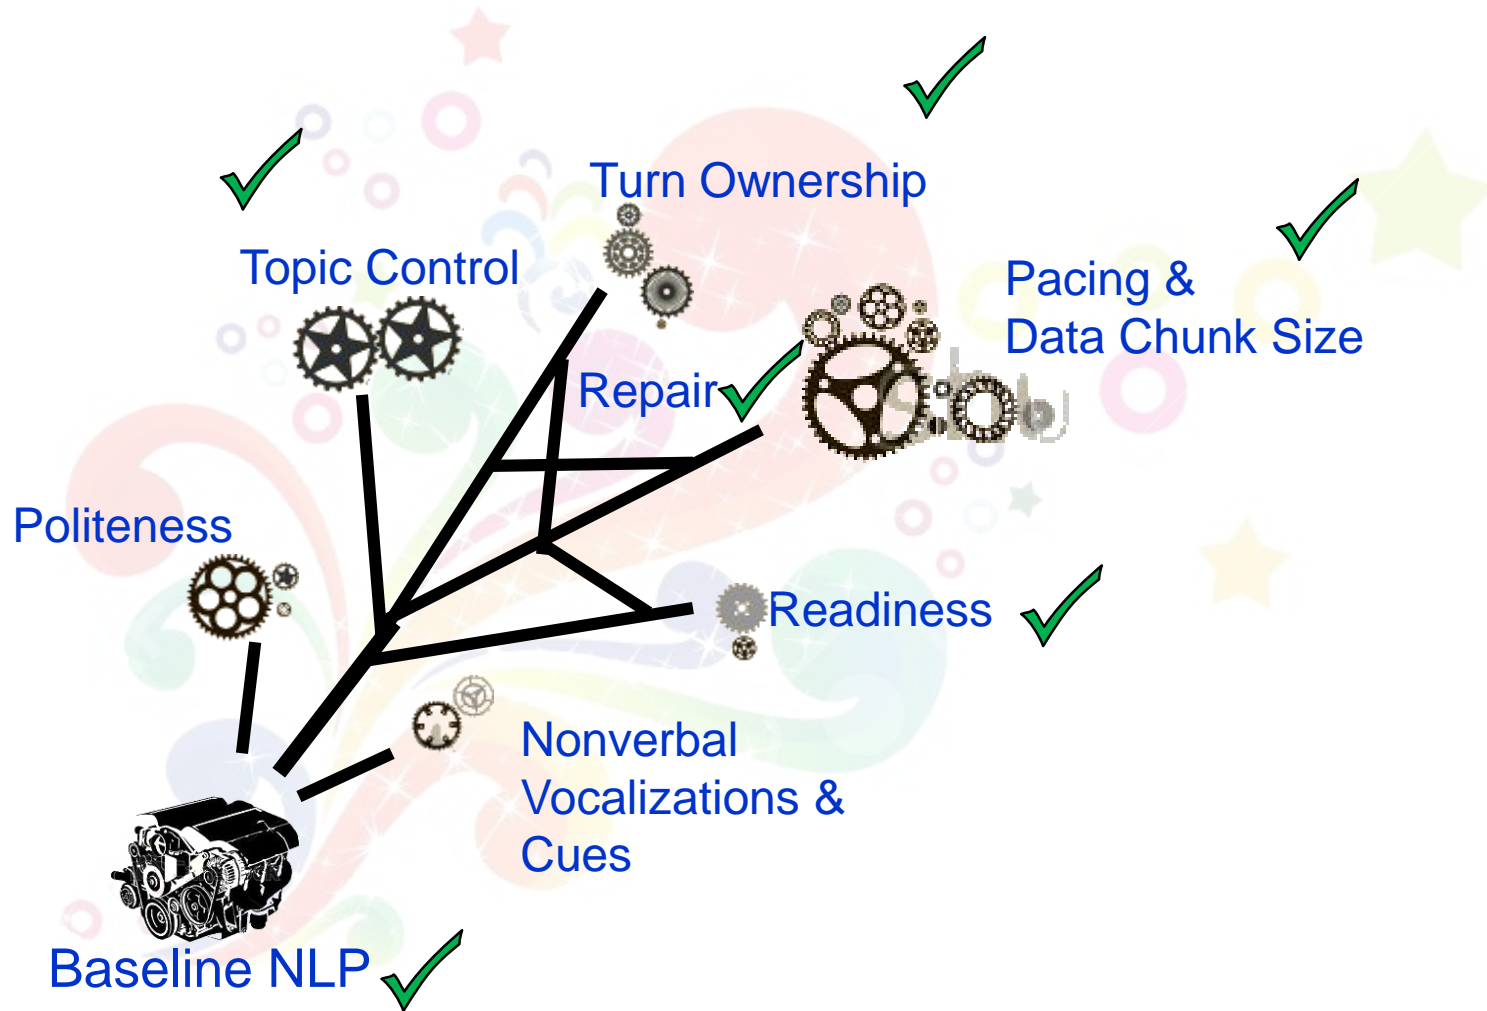 Turn Ownership
Topic Control
Pacing &
Data Chunk Size
Repair
Politeness
Readiness
Nonverbal
Vocalizations &
Cues
Baseline NLP